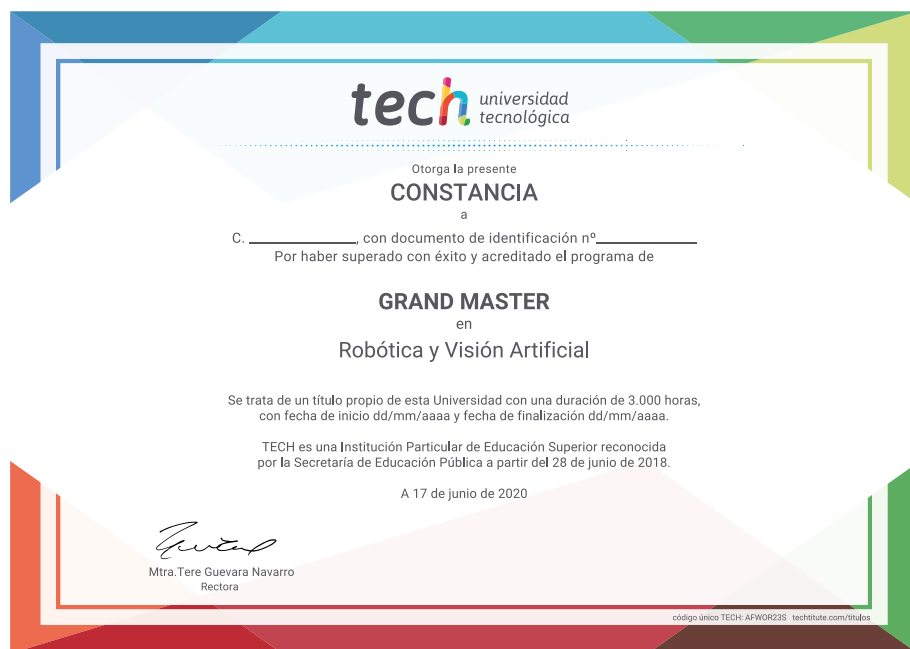 tech universidad
tecnológica
Otorga la presente
CONSTANCIA
a
C. ____________, con documento de identificación nº____________
Por haber superado con éxito y acreditado el programa de
GRAND MASTER
en
Robótica y Visión Artificial
Se trata de un título propio de esta Universidad con una duración de 3.000 horas,
con fecha de inicio dd/mm/aaaa y fecha de finalización dd/mm/aaaa.
TECH es una Institución Particular de Educación Superior reconocida
por la Secretaría de Educación Pública a partir del 28 de junio de 2018.
A 17 de junio de 2020
Mtra.Tere Guevara Navarro
Rectora
código único TECH: AFWOR23S techtitute.com/titulos